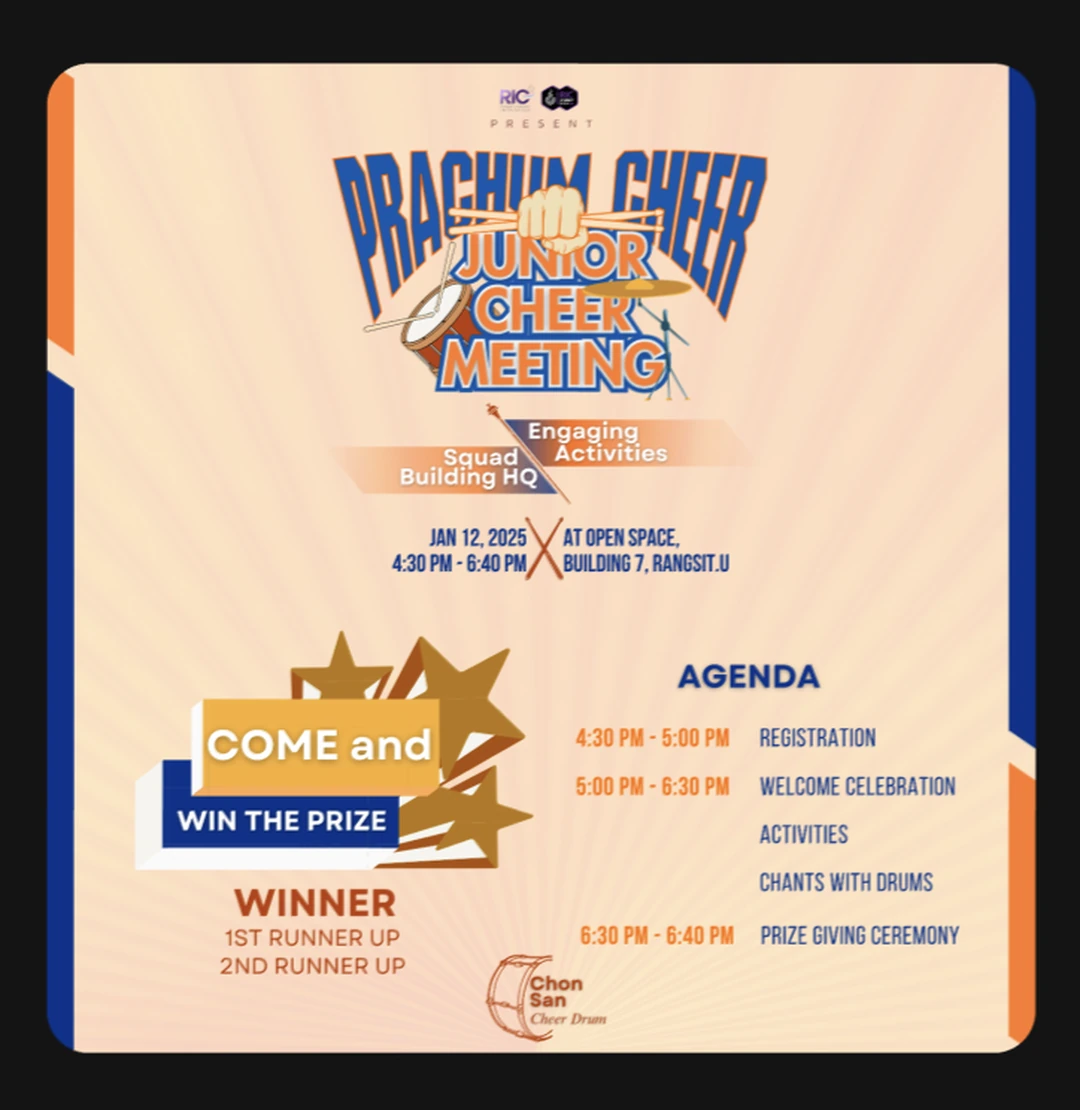 RIC
PRESENT
PRACHUM CHEER
JUNIOR
CHEER
MEETING
Engaging
Activities
Squad
Building HQ
JAN 12, 2025
4:30 PM - 6:40 PM
AT OPEN SPACE,
BUILDING 7, RANGSIT.U
COME and
WIN THE PRIZE
WINNER
1ST RUNNER UP
2ND RUNNER UP
AGENDA
4:30 PM - 5:00 PM REGISTRATION
5:00 PM - 6:30 PM WELCOME CELEBRATION
ACTIVITIES
CHANTS WITH DRUMS
6:30 PM - 6:40 PM PRIZE GIVING CEREMONY
Chon
San
Cheer Drum